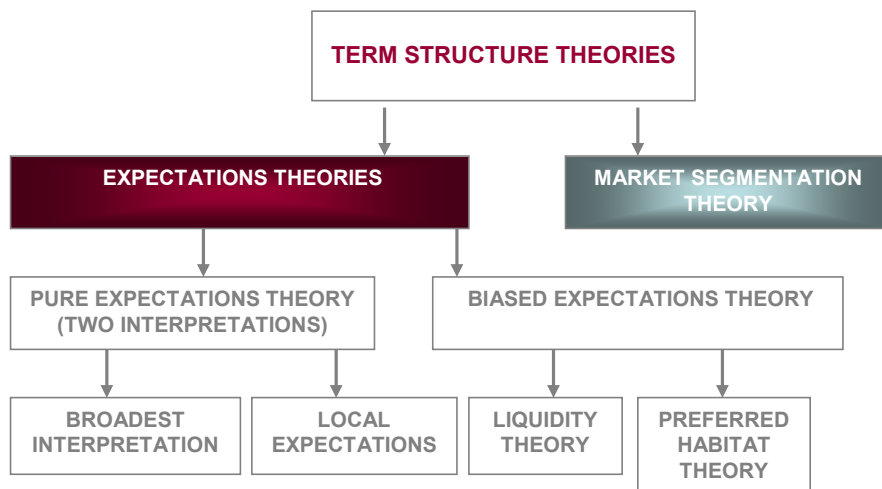 TERM STRUCTURE THEORIES
EXPECTATIONS THEORIES
MARKET SEGMENTATION
THEORY
PURE EXPECTATIONS THEORY
(TWO INTERPRETATIONS)
BIASED EXPECTATIONS THEORY
BROADEST
INTERPRETATION
LOCAL
EXPECTATIONS
LIQUIDITY
THEORY
PREFERRED
HABITAT
THEORY